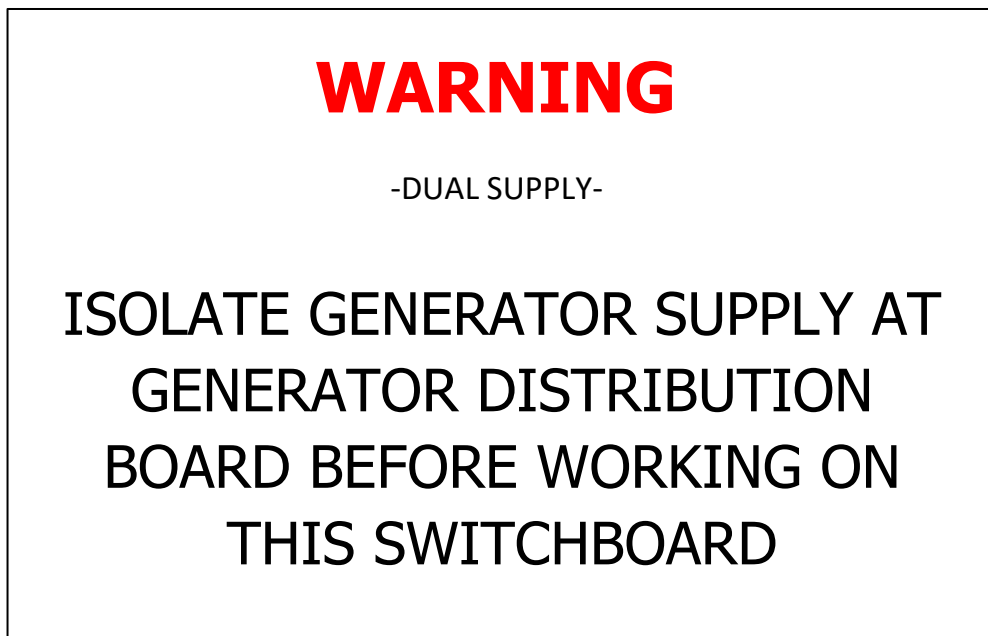 WARNING
-DUAL SUPPLY-
ISOLATE GENERATOR SUPPLY AT
GENERATOR DISTRIBUTION
BOARD BEFORE WORKING ON
THIS SWITCHBOARD